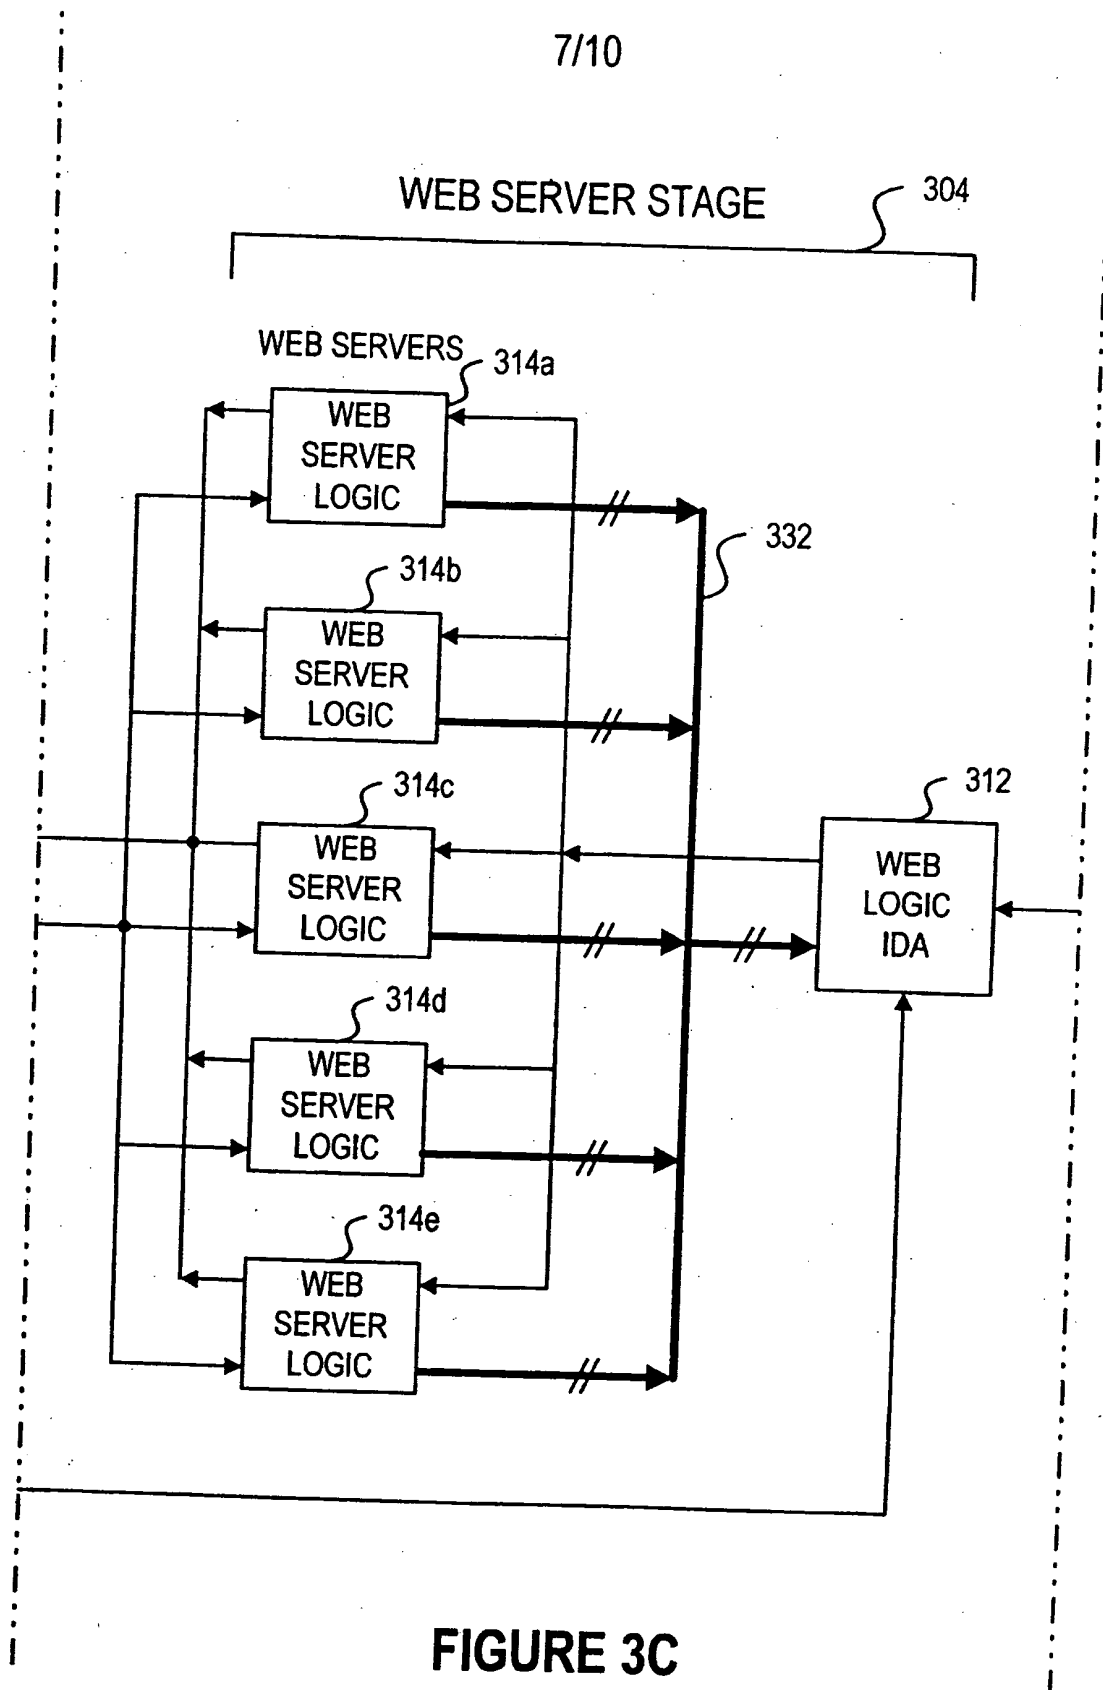 7/10
WEB SERVER STAGE
304
WEB SERVERS
314a
WEB
SERVER
LOGIC
332
314b
WEB
SERVER
LOGIC
314c
WEB
SERVER
LOGIC
312
WEB
LOGIC
IDA
314d
WEB
SERVER
LOGIC
314e
WEB
SERVER
LOGIC
FIGURE 3C